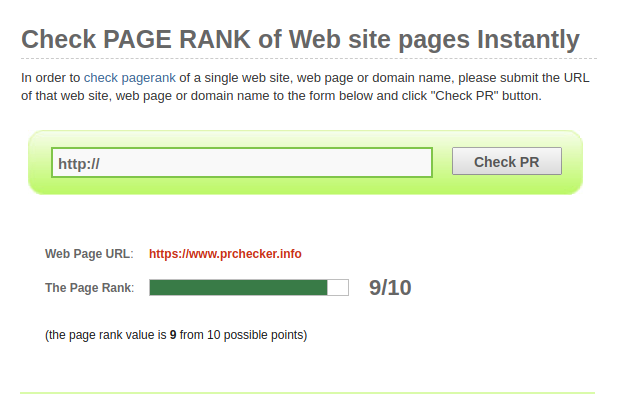 Check PAGE RANK of Web site pages Instantly
In order to check pagerank of a single web site, web page or domain name, please submit the URL
of that web site, web page or domain name to the form below and click "Check PR" button.
http://
Check PR
Web Page URL: https://www.prchecker.info
The Page Rank: 9/10
(the page rank value is 9 from 10 possible points)